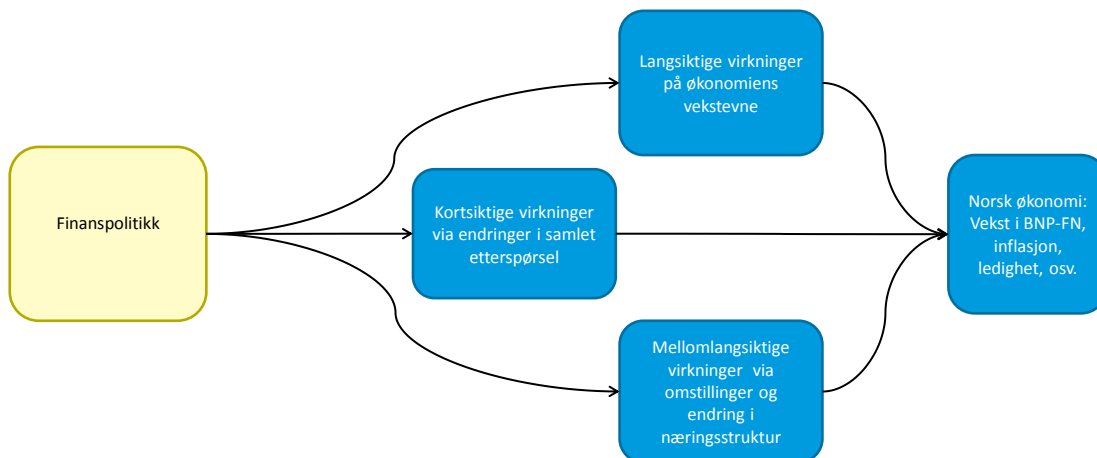 Finanspolitikk
Langsiktige virkninger
på økonomiens
vekstevne
Kortsiktige virkninger
via endringer i samlet
etterspørsel
Mellomlangsiktige
virkninger via
omstillinger og
endring i
næringsstruktur
Norsk økonomi:
Vekst i BNP-FN,
inflasjon,
ledighet, osv.